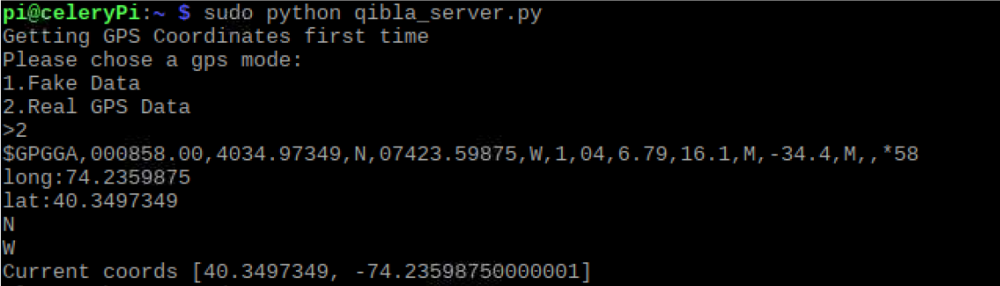 pi@celeryPi:~ $ sudo python qibla_server.py
Getting GPS Coordinates first time
Please chose a gps mode:
1.Fake Data
2.Real GPS Data
>2
$GPGGA,000858.00,4034.97349,N,07423.59875,W,1,04,6.79,16.1,M,-34.4,M,,*58
long:74.2359875
lat:40.3497349
N
W
Current coords [40.3497349, -74.23598750000001]